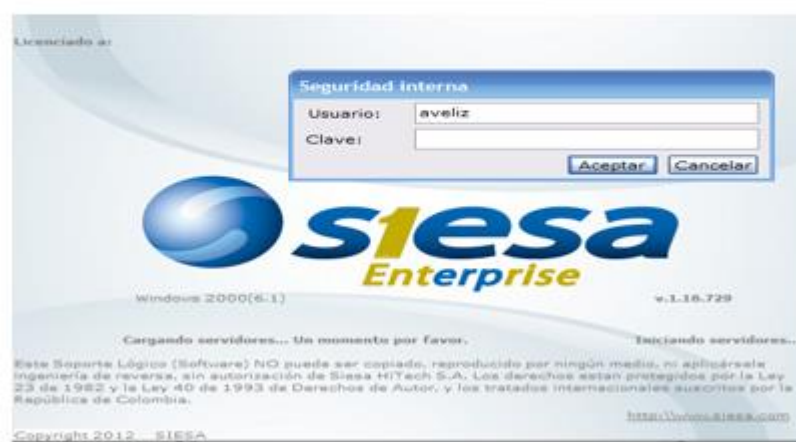 Licenciado a:
Seguridad interna
Usuario: aveliz
Clave:
Aceptar Cancelar
siesa
Enterprise
Windows 2000(6.1) v.1.16.729
Cargando servidores... Un momento por favor. Iniciando servidores..
Este Soporte Lógico (Software) NO puede ser copiado, reproducido por ningún medio, ni aplicársele
ingeniería de reversa, sin autorización de Siesa HiTech S.A. Los derechos estan protegidos por la Ley
23 de 1982 y la Ley 40 de 1993 de Derechos de Autor, y los tratados internacionales suscritos por la
República de Colombia.
http://www.siesa.com
Copyright 2012 SIESA